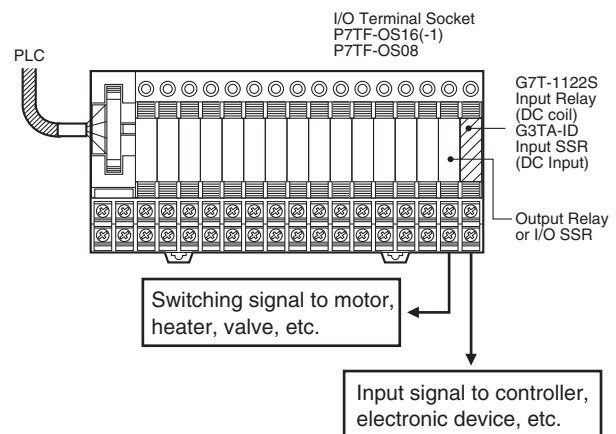 I/O Terminal Socket
P7TF-OS16(-1)
P7TF-OS08
PLC
G7T-1122S
Input Relay
(DC coil)
G3TA-ID
Input SSR
(DC Input)
Output Relay
or I/O SSR
Switching signal to motor,
heater, valve, etc.
Input signal to controller,
electronic device, etc.